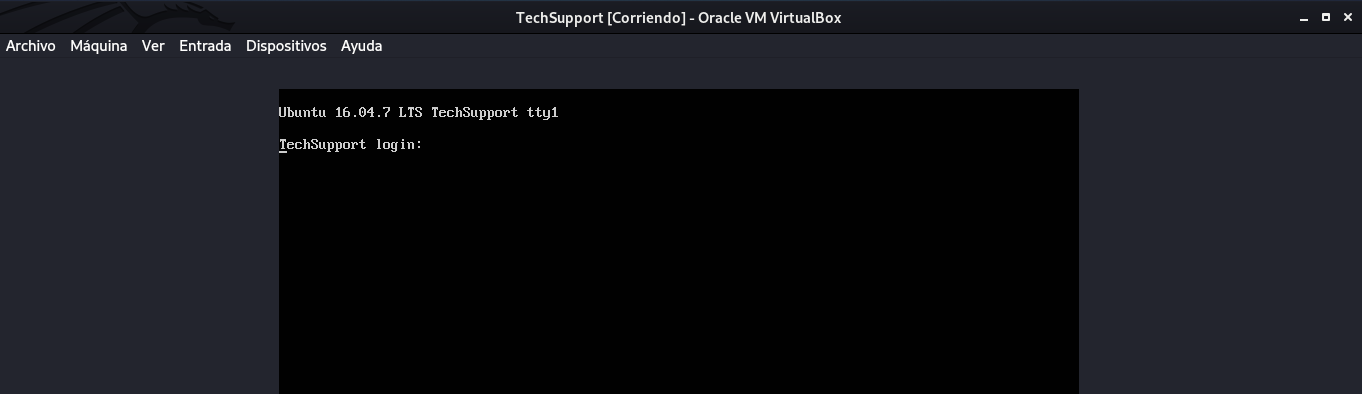 TechSupport [Corriendo] - Oracle VM VirtualBox
Archivo Máquina Ver Entrada Dispositivos Ayuda
Ubuntu 16.04.7 LTS TechSupport tty1
TechSupport login: